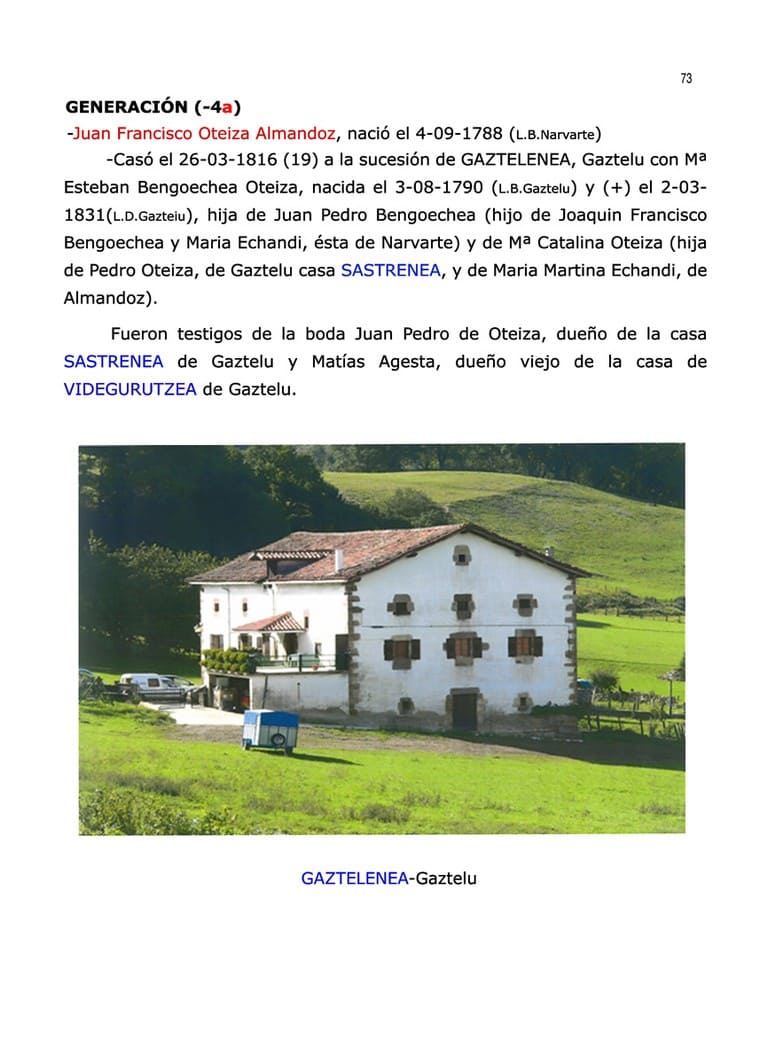 73
GENERACIÓN (-4a)
-Juan Francisco Oteiza Almandoz, nació el 4-09-1788 (L.B.Narvarte)
-Casó el 26-03-1816 (19) a la sucesión de GAZTELENEA, Gaztelu con Mª
Esteban Bengoechea Oteiza, nacida el 3-08-1790 (L.B.Gaztelu) y (+) el 2-03-
1831(L.D.Gazteiu), hija de Juan Pedro Bengoechea (hijo de Joaquin Francisco
Bengoechea y Maria Echandi, ésta de Narvarte) y de Mª Catalina Oteiza (hija
de Pedro Oteiza, de Gaztelu casa SASTRENEA, y de Maria Martina Echandi, de
Almandoz).
Fueron testigos de la boda Juan Pedro de Oteiza, dueño de la casa
SASTRENEA de Gaztelu y Matías Agesta, dueño viejo de la casa de
VIDEGURUTZEA de Gaztelu.
GAZTELENEA-Gaztelu